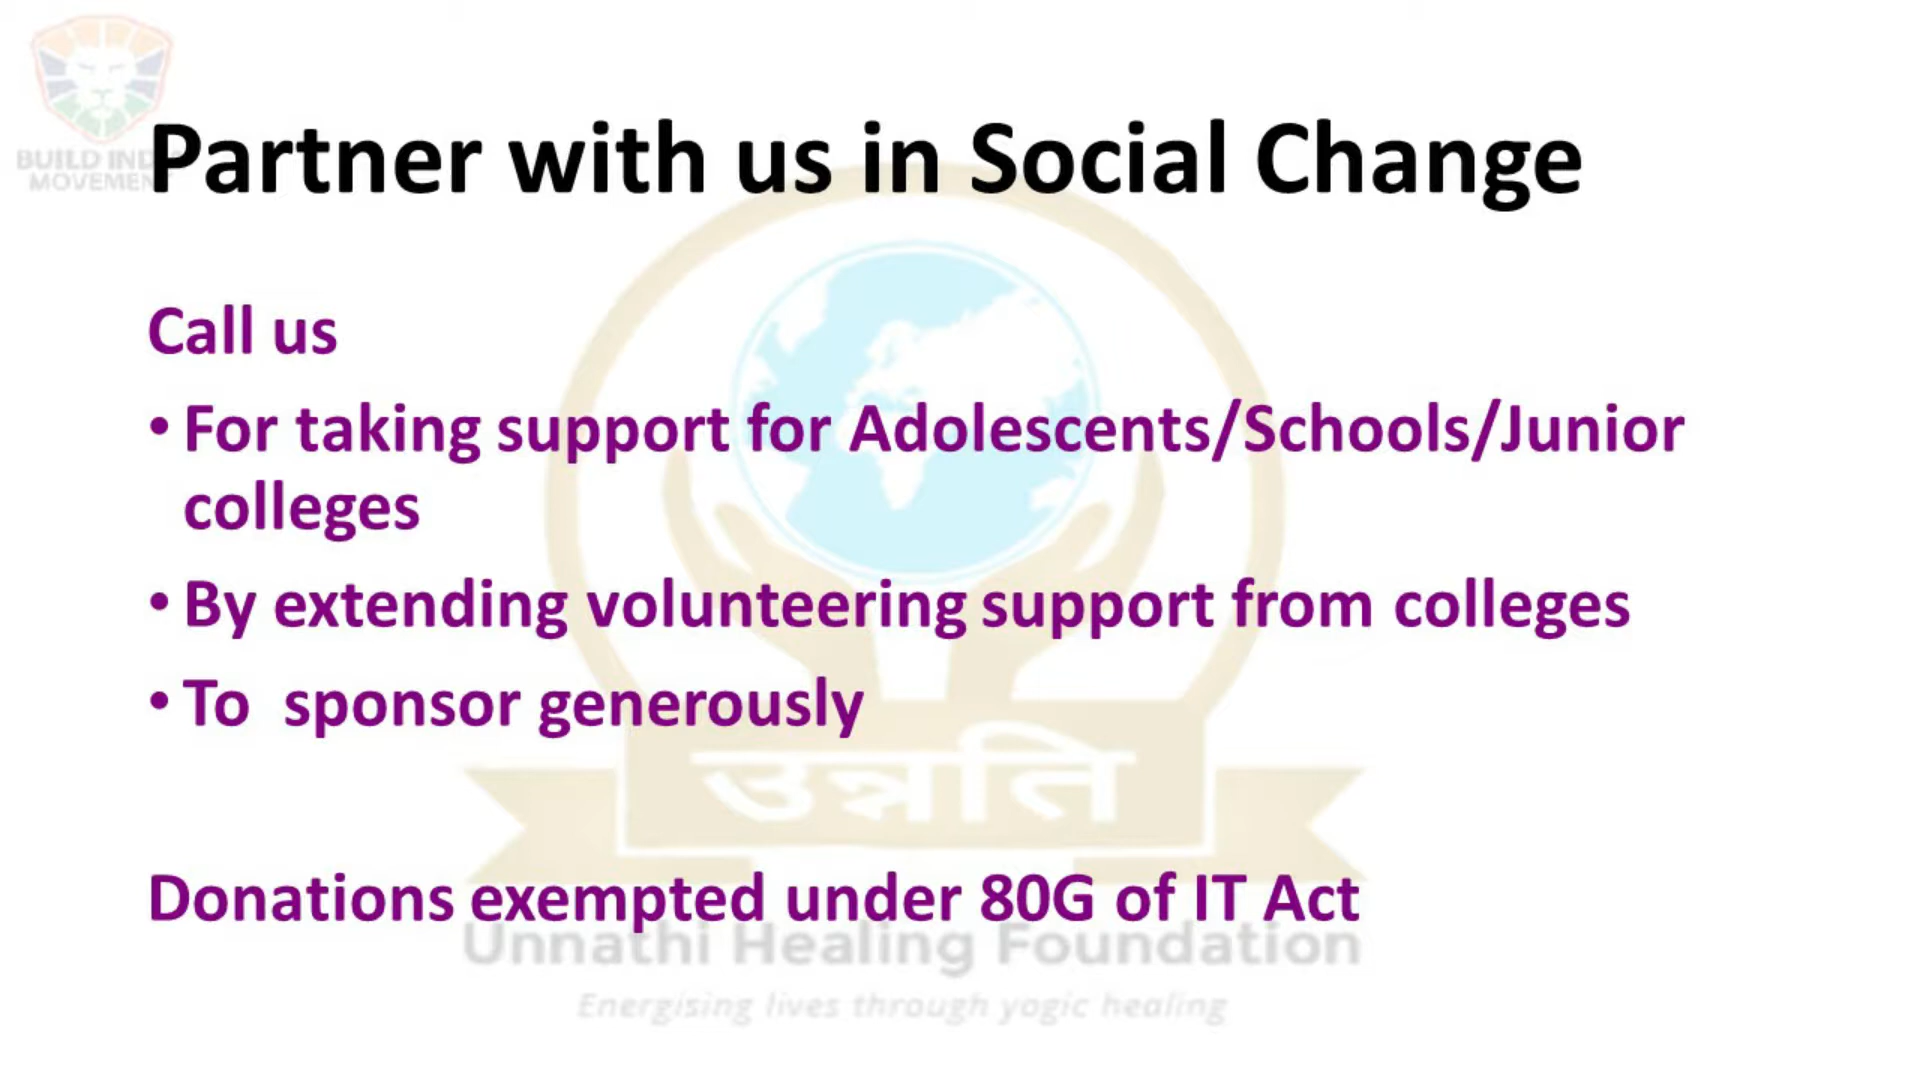 BUILD INDI
MOVEMEN
Partner with us in Social Change
Call us
• For taking support for Adolescents/Schools/Junior
colleges
• By extending volunteering support from colleges
• To sponsor generously
उन्नति
Donations exempted under 80G of IT Act
Unnathi Healing Foundation
Energising lives through yogic healing